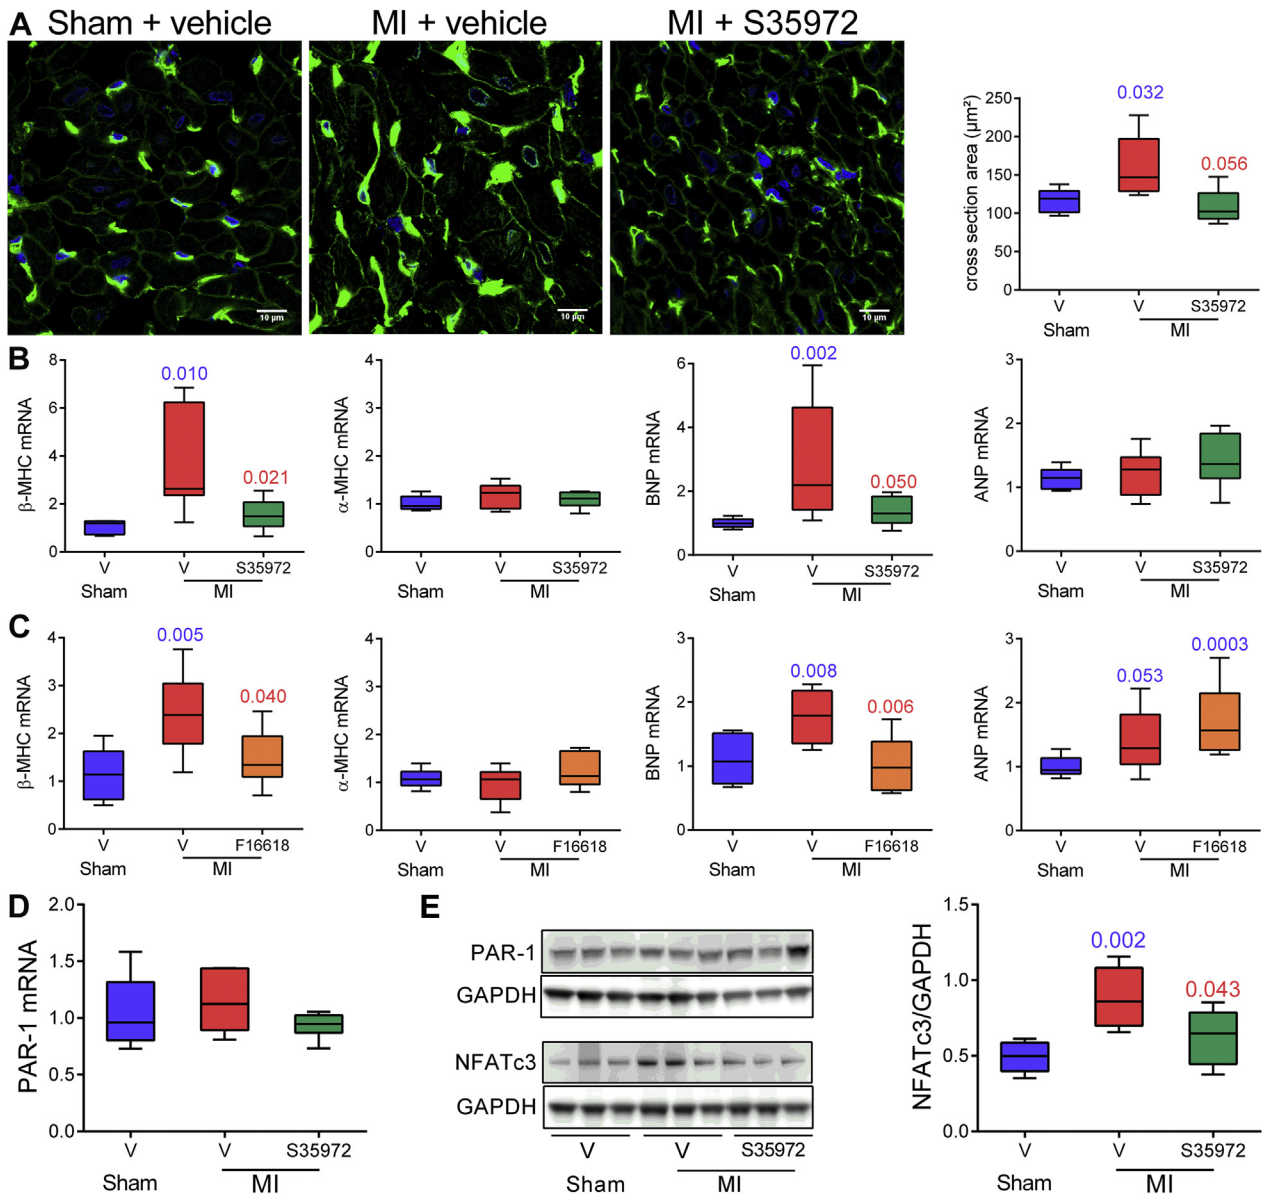 A Sham + vehicle MI + vehicle MI + S35972
10 µm 10 µm 10 µm
cross section area (µm²)
250
200
150
100
50
0
0.032
0.056
V V S35972
Sham MI
B
β-MHC mRNA
8
6
4
2
0
0.010
0.021
V V S35972
Sham MI
α-MHC mRNA
4
3
2
1
0
V V S35972
Sham MI
BNP mRNA
6
4
2
0
0.002
0.050
V V S35972
Sham MI
ANP mRNA
3
2
1
0
V V S35972
Sham MI
C
β-MHC mRNA
4
3
2
1
0
0.005
0.040
V V F16618
Sham MI
α-MHC mRNA
4
3
2
1
0
V V F16618
Sham MI
BNP mRNA
3
2
1
0
0.008
0.006
V V F16618
Sham MI
ANP mRNA
3
2
1
0
0.053
0.0003
V V F16618
Sham MI
D
PAR-1 mRNA
2.0
1.5
1.0
0.5
0.0
V V S35972
Sham MI
E
PAR-1
GAPDH
NFATc3
GAPDH
V V S35972
Sham MI
NFATc3/GAPDH
1.5
1.0
0.5
0.0
0.002
0.043
V V S35972
Sham MI